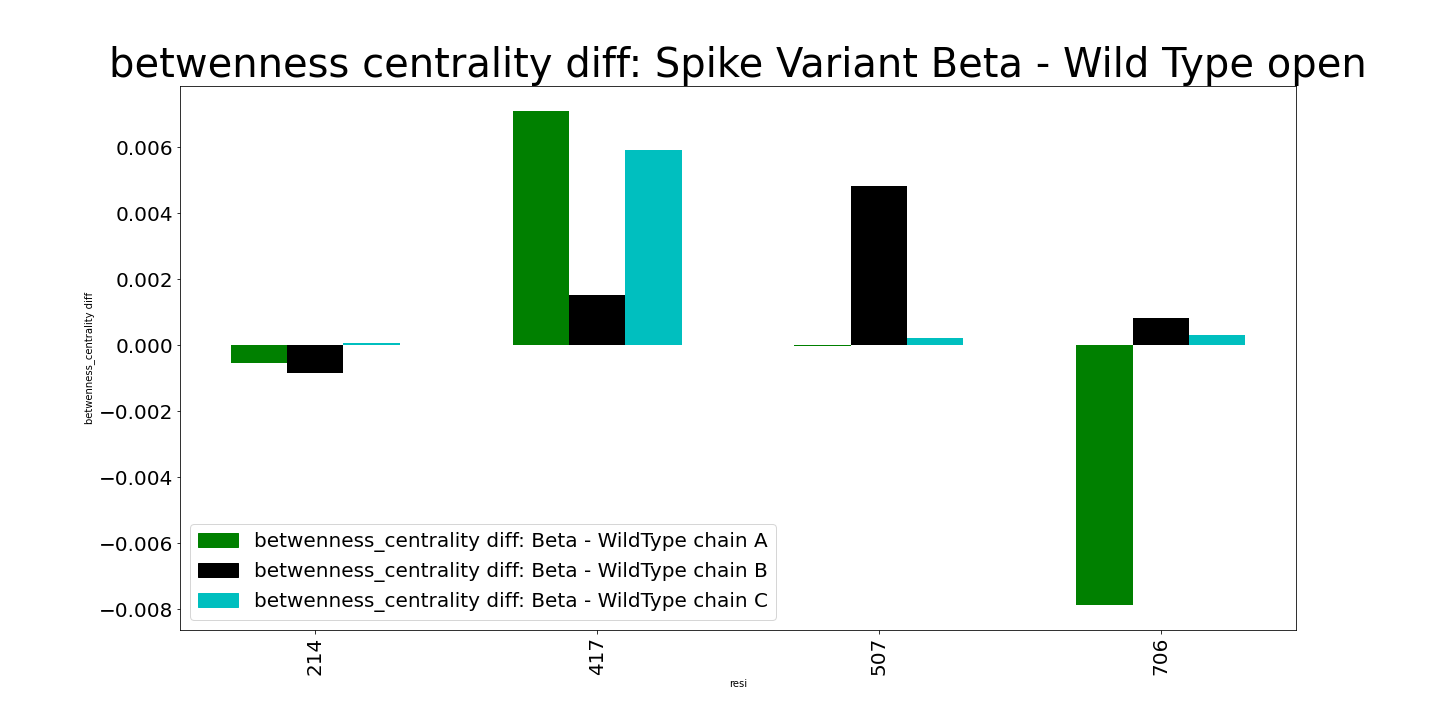 betwenness centrality diff: Spike Variant Beta - Wild Type open
0.006
0.004
0.002
0.000
−0.002
−0.004
−0.006
−0.008
betwenness_centrality diff
betwenness_centrality diff: Beta - WildType chain A
betwenness_centrality diff: Beta - WildType chain B
betwenness_centrality diff: Beta - WildType chain C
214
417
507
706
resi